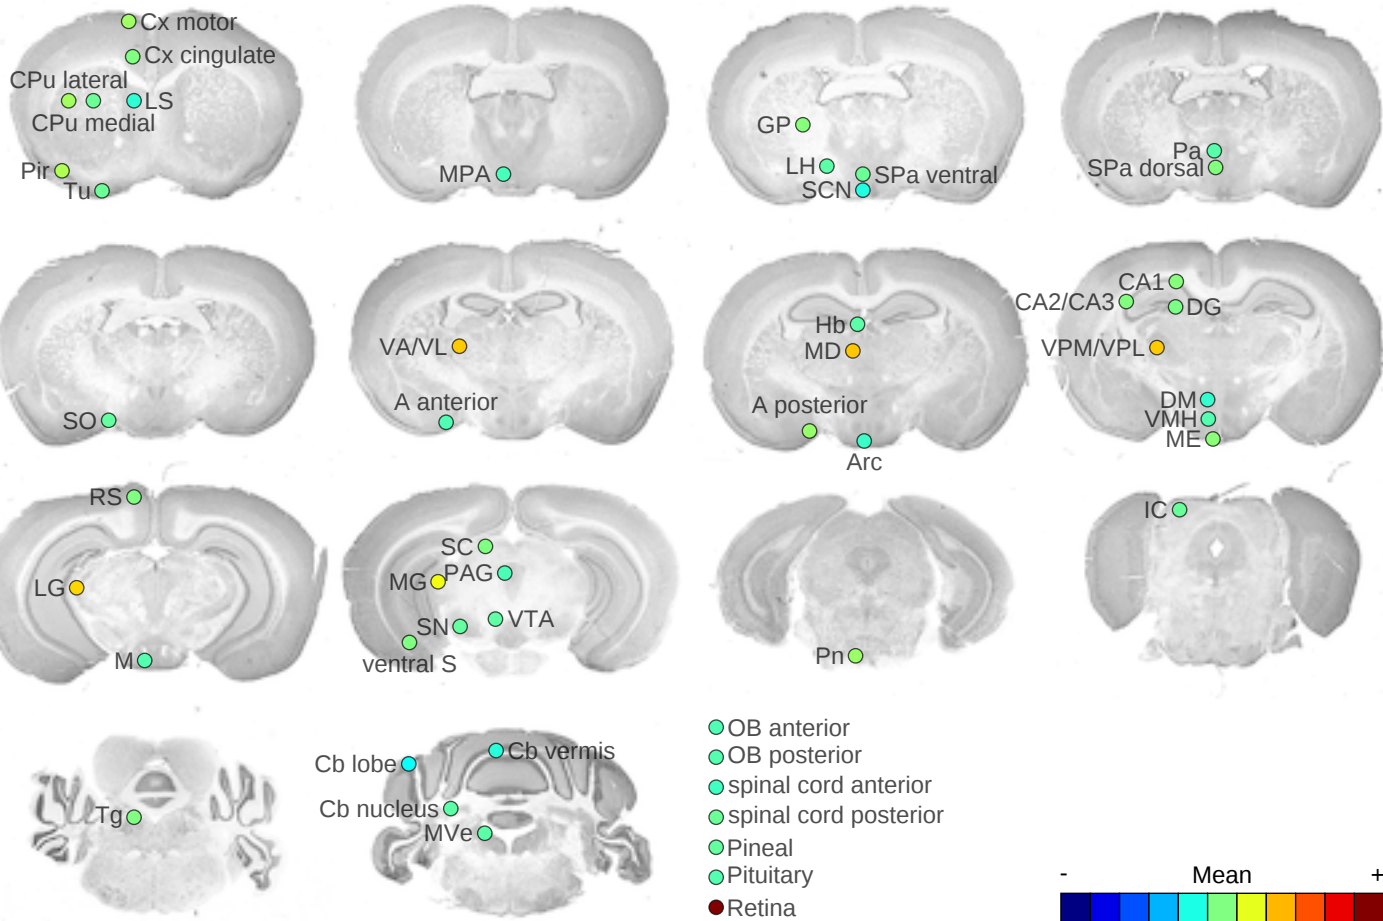 Cx motor
Cx cingulate
CPu lateral
LS
CPu medial
Pir
Tu
MPA
GP
LH
SPa ventral
SCN
Pa
SPa dorsal
SO
VA/VL
A anterior
Hb
MD
A posterior
Arc
CA1
CA2/CA3
DG
VPM/VPL
DM
VMH
ME
RS
LG
M
SC
MG
PAG
SN
VTA
ventral S
Pn
IC
Tg
Cb lobe
Cb vermis
Cb nucleus
MVe
OB anterior
OB posterior
spinal cord anterior
spinal cord posterior
Pineal
Pituitary
Retina
- Mean +